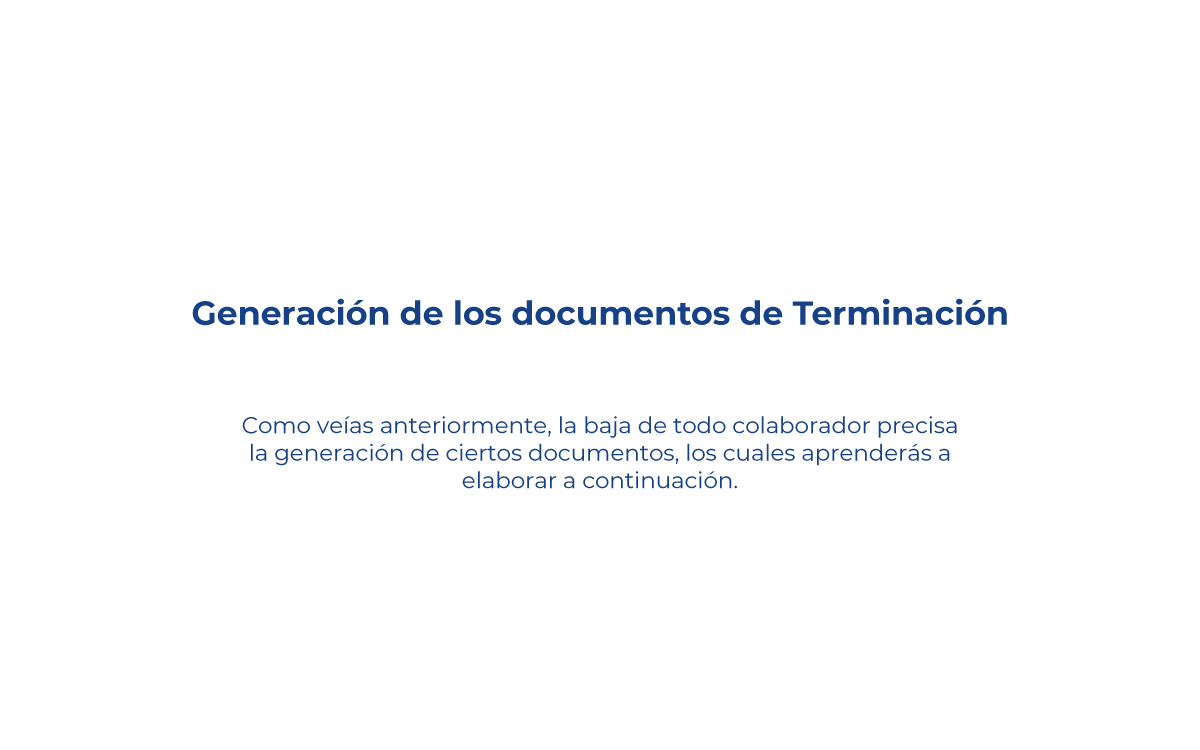 Generación de los documentos de Terminación
Como veías anteriormente, la baja de todo colaborador precisa
la generación de ciertos documentos, los cuales aprenderás a
elaborar a continuación.